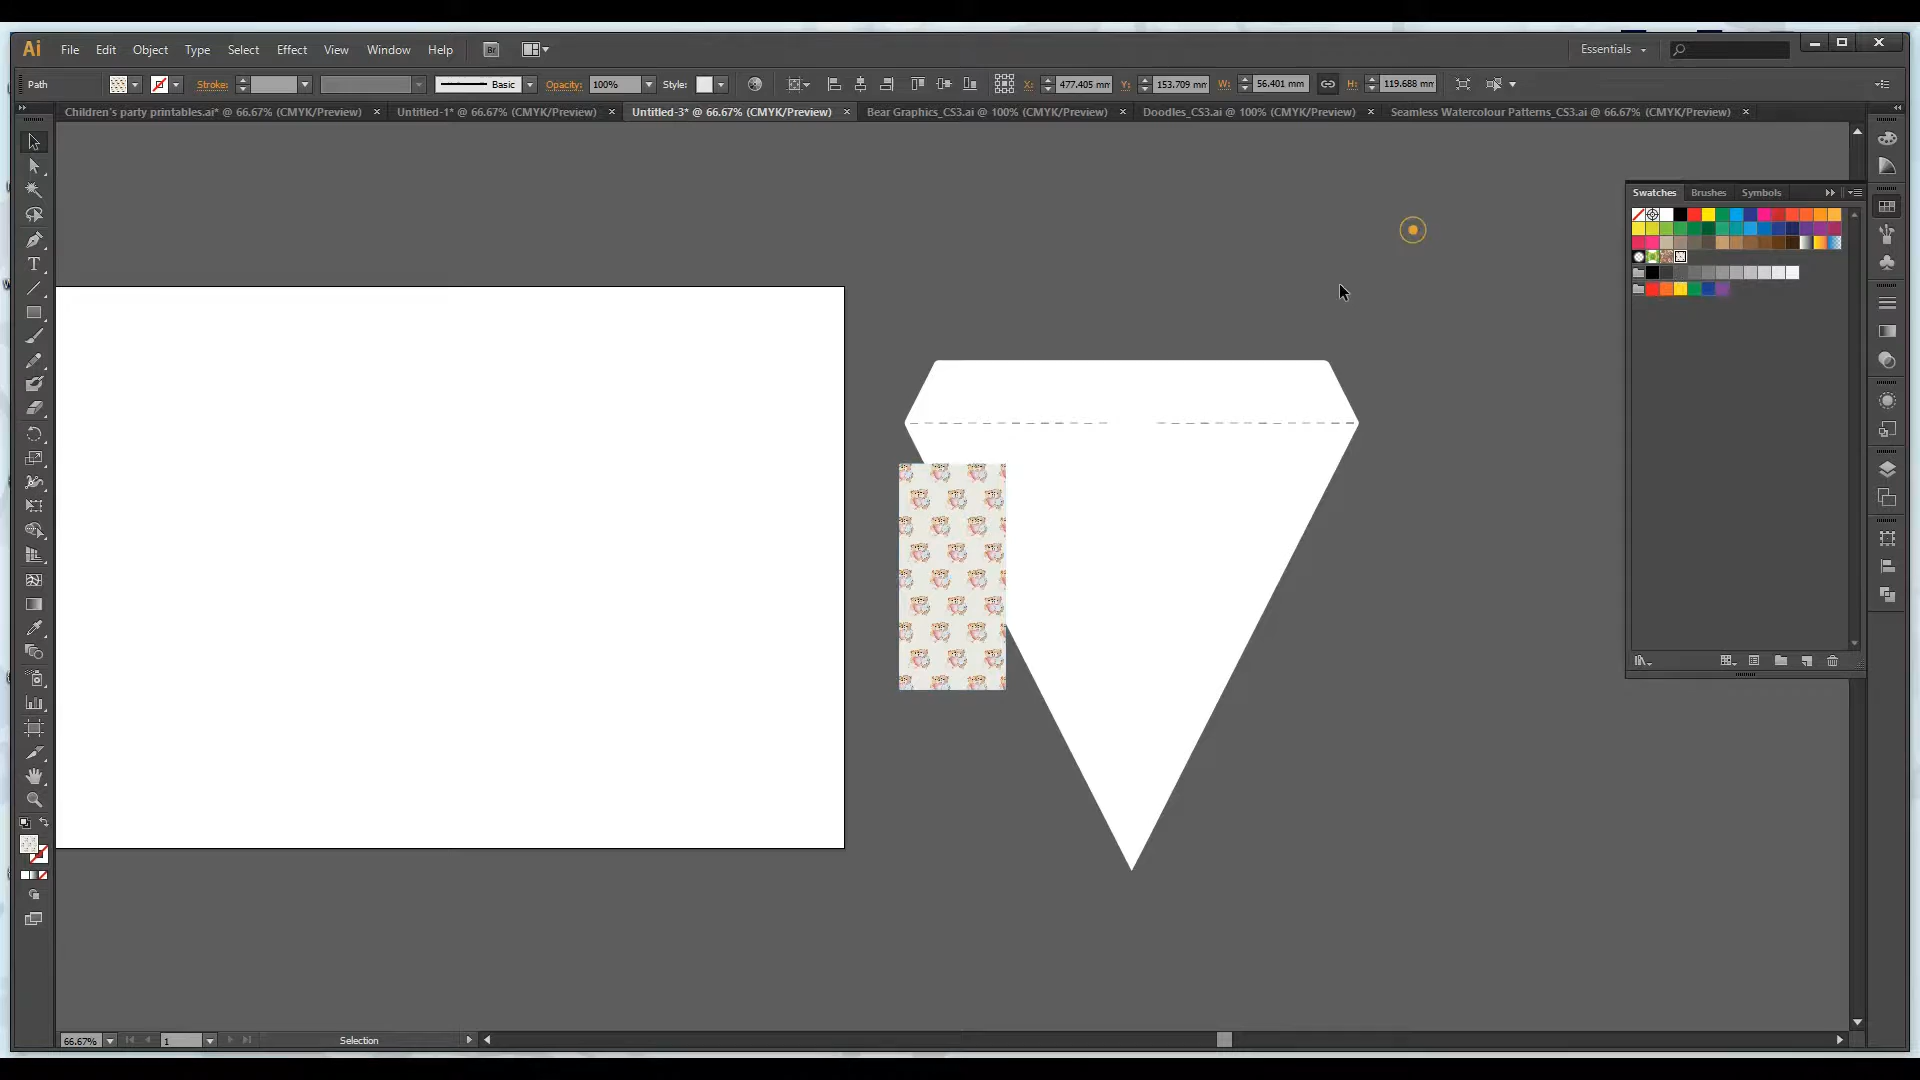 Ai File Edit Object Type Select Effect View Window Help Br Essentials
Path Stroke: Basic Opacity: 100% Style: X: 477.405 mm Y: 153.709 mm W: 56.401 mm H: 119.688 mm
Children's party printables.ai* @ 66.67% (CMYK/Preview) Untitled-1* @ 66.67% (CMYK/Preview) Untitled-3* @ 66.67% (CMYK/Preview) Bear Graphics_CS3.ai @ 100% (CMYK/Preview) Doodles_CS3.ai @ 100% (CMYK/Preview) Seamless Watercolour Patterns_CS3.ai @ 66.67% (CMYK/Preview)
Swatches Brushes Symbols
66.67% 1 Selection